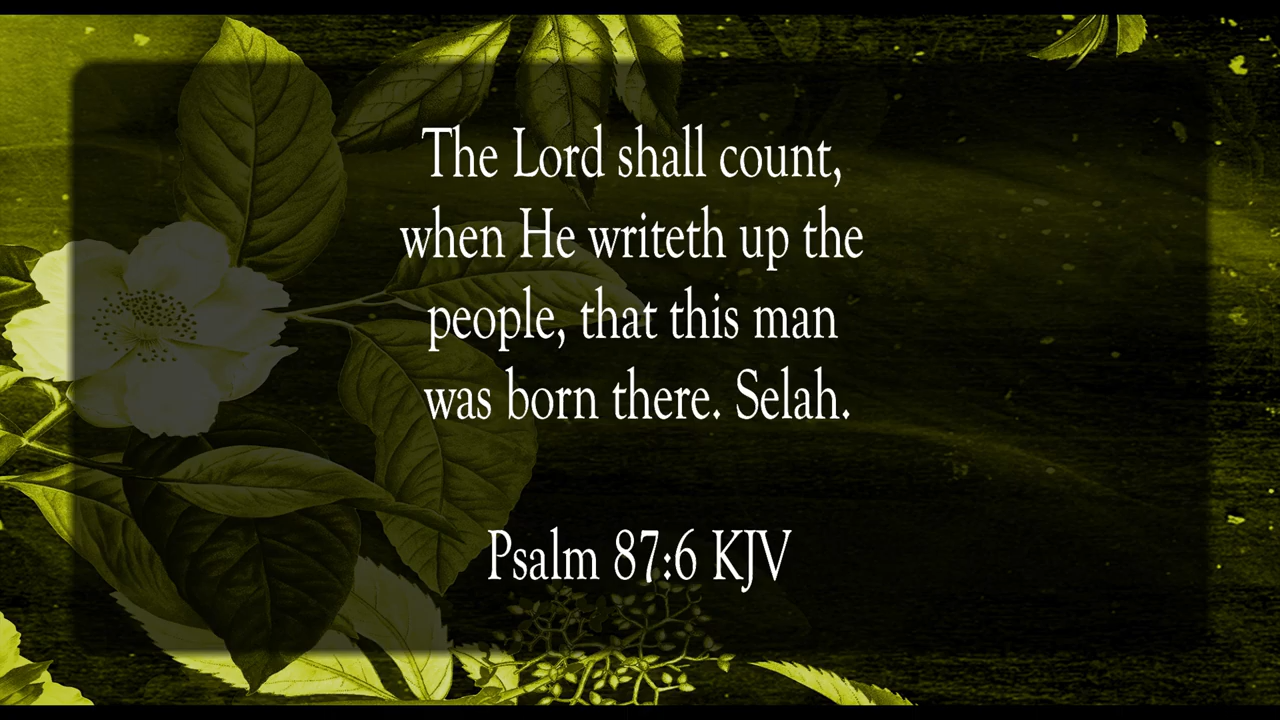 The Lord shall count,
when He writeth up the
people, that this man
was born there. Selah.
Psalm 87:6 KJV